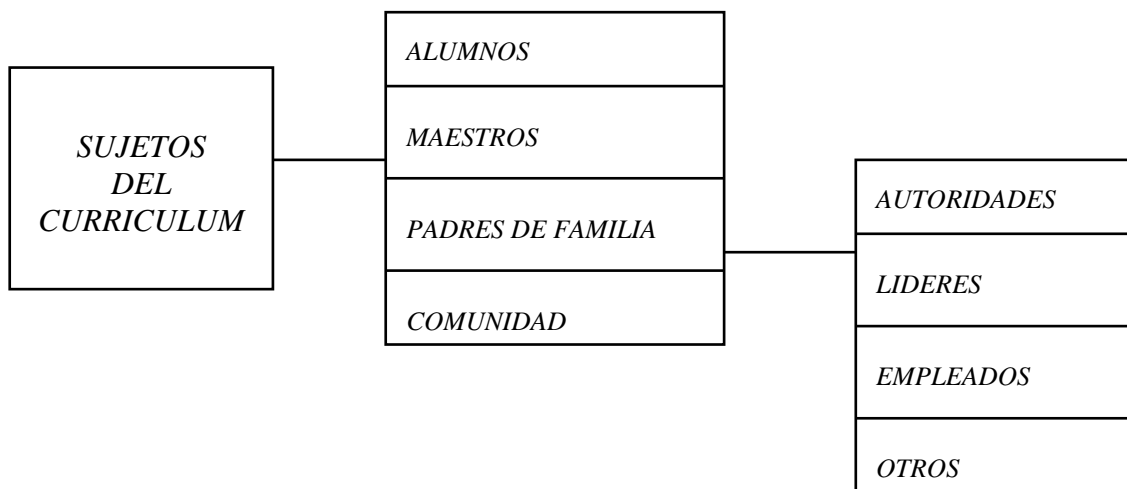 SUJETOS
DEL
CURRICULUM
ALUMNOS
MAESTROS
PADRES DE FAMILIA
COMUNIDAD
AUTORIDADES
LIDERES
EMPLEADOS
OTROS